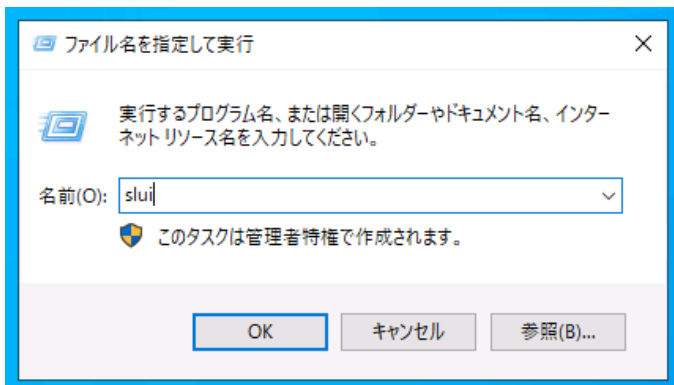 ファイル名を指定して実行
実行するプログラム名、または開くフォルダーやドキュメント名、インター
ネット リソース名を入力してください。
名前(O): slui
このタスクは管理者特権で作成されます。
OK キャンセル 参照(B)...